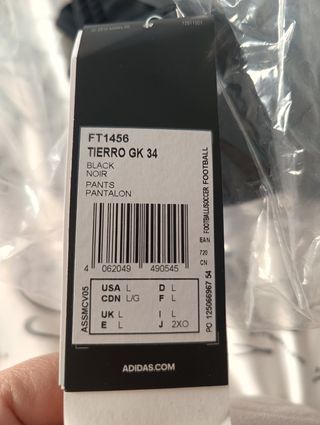 FT1456
TIERRO GK 34
BLACK
NOIR
PANTS
PANTALON
4 062049 490545
USA L D L
CDN L/G F L
UK L I L
E L J 2XO
ASSMCV05
FOOTBALL/SOCCER FOOTBALL
EAN
720
CN
PO 125066967 54
ADIDAS.COM